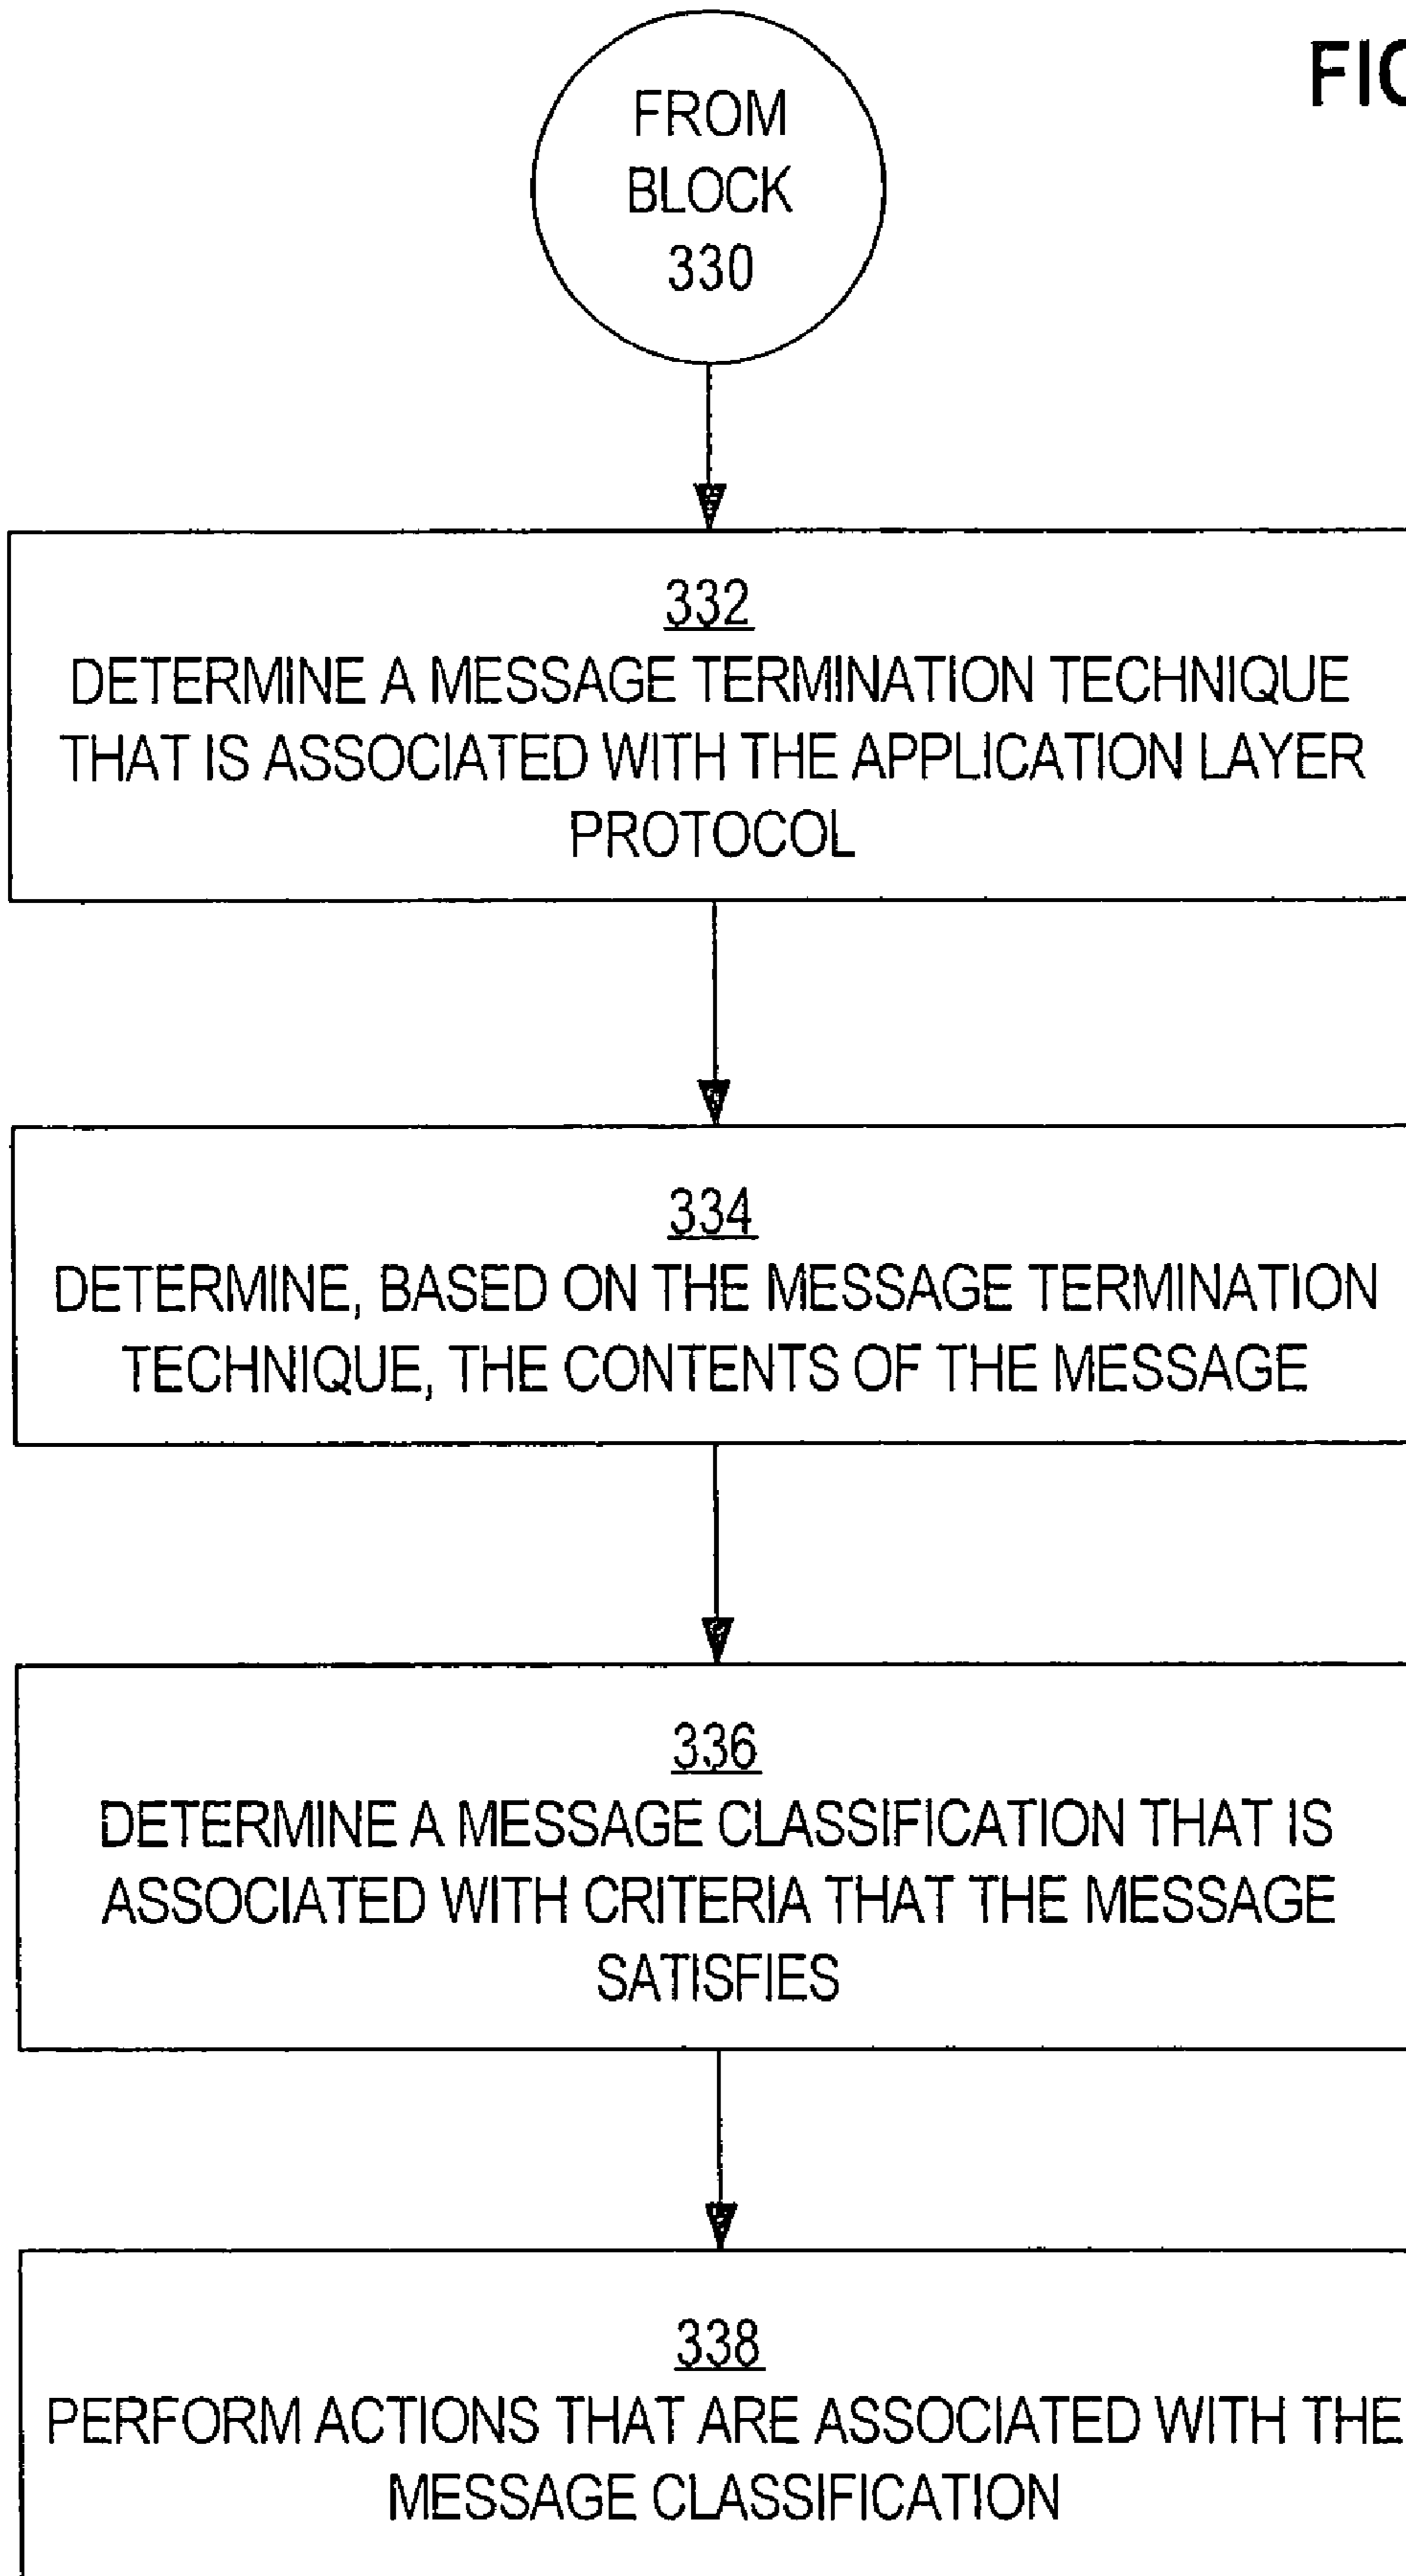 FIG
FROM
BLOCK
330
332
DETERMINE A MESSAGE TERMINATION TECHNIQUE
THAT IS ASSOCIATED WITH THE APPLICATION LAYER
PROTOCOL
334
DETERMINE, BASED ON THE MESSAGE TERMINATION
TECHNIQUE, THE CONTENTS OF THE MESSAGE
336
DETERMINE A MESSAGE CLASSIFICATION THAT IS
ASSOCIATED WITH CRITERIA THAT THE MESSAGE
SATISFIES
338
PERFORM ACTIONS THAT ARE ASSOCIATED WITH THE
MESSAGE CLASSIFICATION